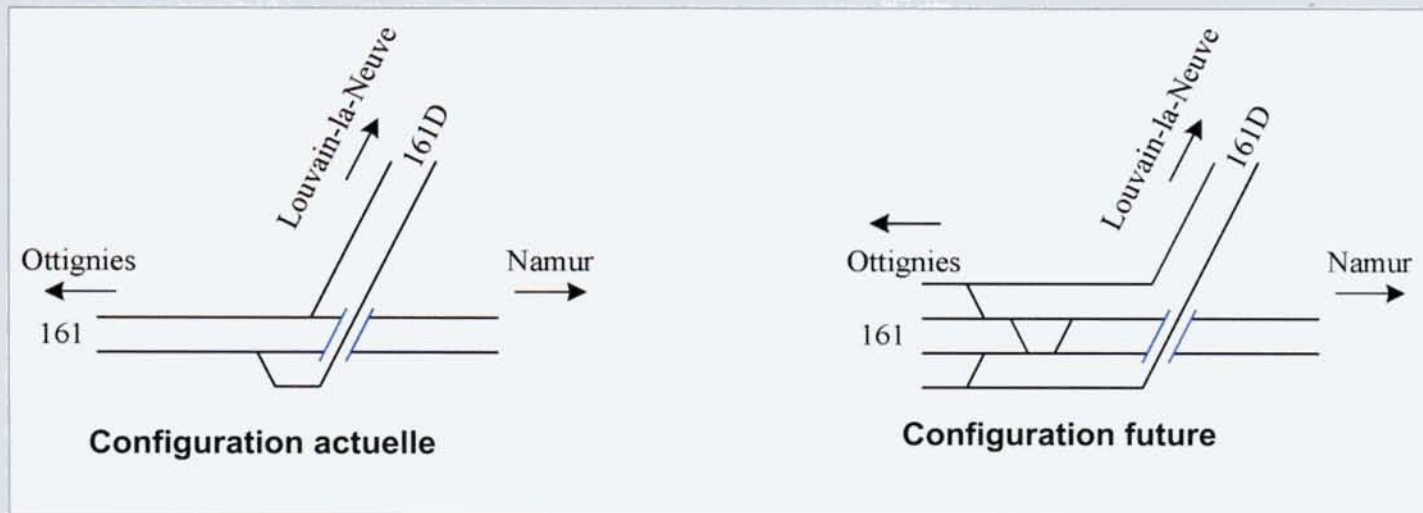 Louvain-la-Neuve
161D
Ottignies
Namur
161
Configuration actuelle
Louvain-la-Neuve
161D
Ottignies
Namur
161
Configuration future